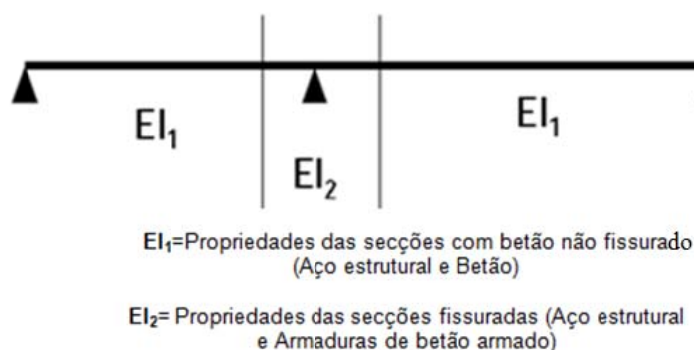 EI₁
EI₂
EI₁
EI₁=Propriedades das secções com betão não fissurado
(Aço estrutural e Betão)
EI₂= Propriedades das secções fissuradas (Aço estrutural
e Armaduras de betão armado)